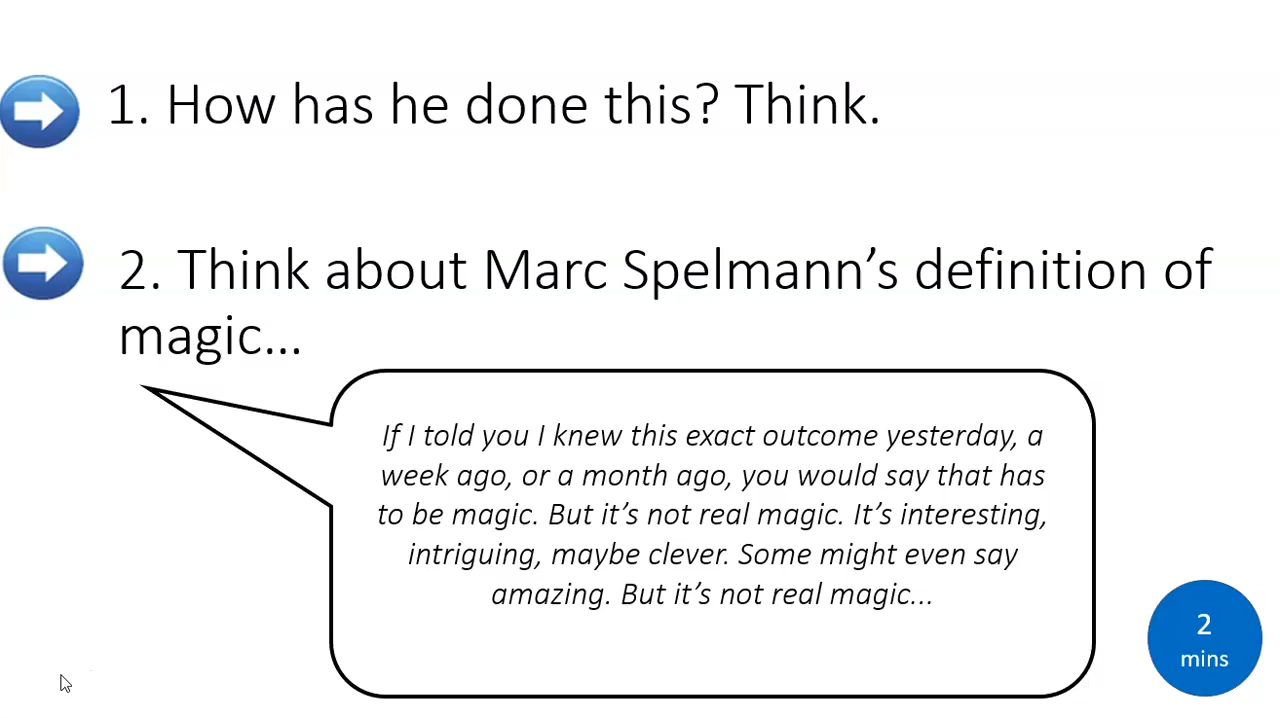 1. How has he done this? Think.
2. Think about Marc Spelmann’s definition of
magic...
If I told you I knew this exact outcome yesterday, a
week ago, or a month ago, you would say that has
to be magic. But it’s not real magic. It’s interesting,
intriguing, maybe clever. Some might even say
amazing. But it’s not real magic...
2
mins